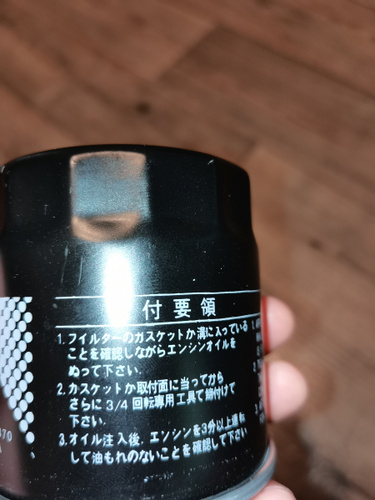 付要領
1.フィルターのガスケットか溝に入っている
ことを確認しながらエンジンオイルを
ぬって下さい.
2.カスケットか取付面に当ってから
さらに3/4回転専用工具て締付けて
下さい.
3.オイル注入後,エンジンを3分以上運転
して油もれのないことを確認して下さい
370